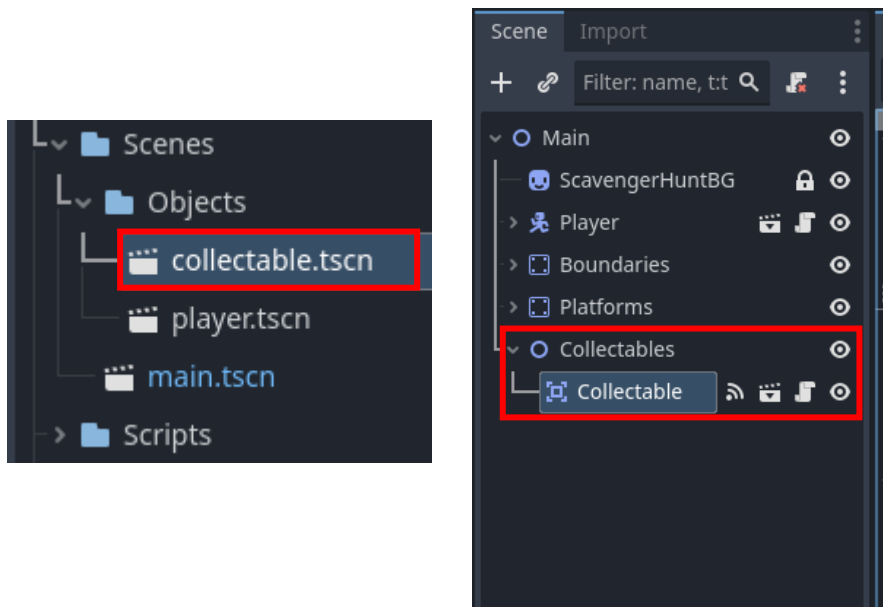 Scenes
Objects
collectable.tscn
player.tscn
main.tscn
Scripts
Scene Import
Filter: name, t:t
Main
ScavengerHuntBG
Player
Boundaries
Platforms
Collectables
Collectable